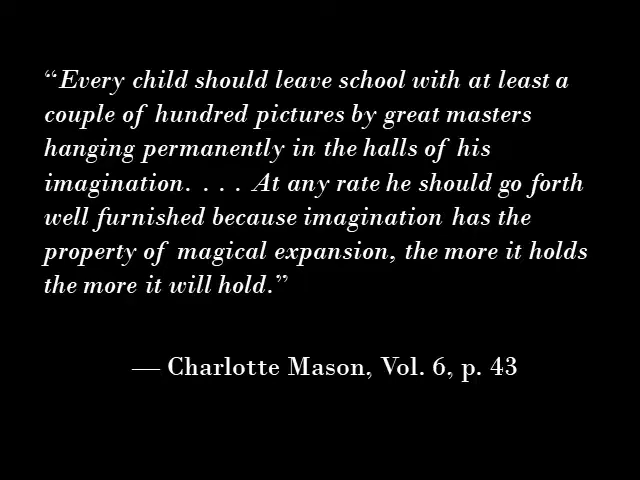 “Every child should leave school with at least a
couple of hundred pictures by great masters
hanging permanently in the halls of his
imagination. . . . At any rate he should go forth
well furnished because imagination has the
property of magical expansion, the more it holds
the more it will hold.”
— Charlotte Mason, Vol. 6, p. 43